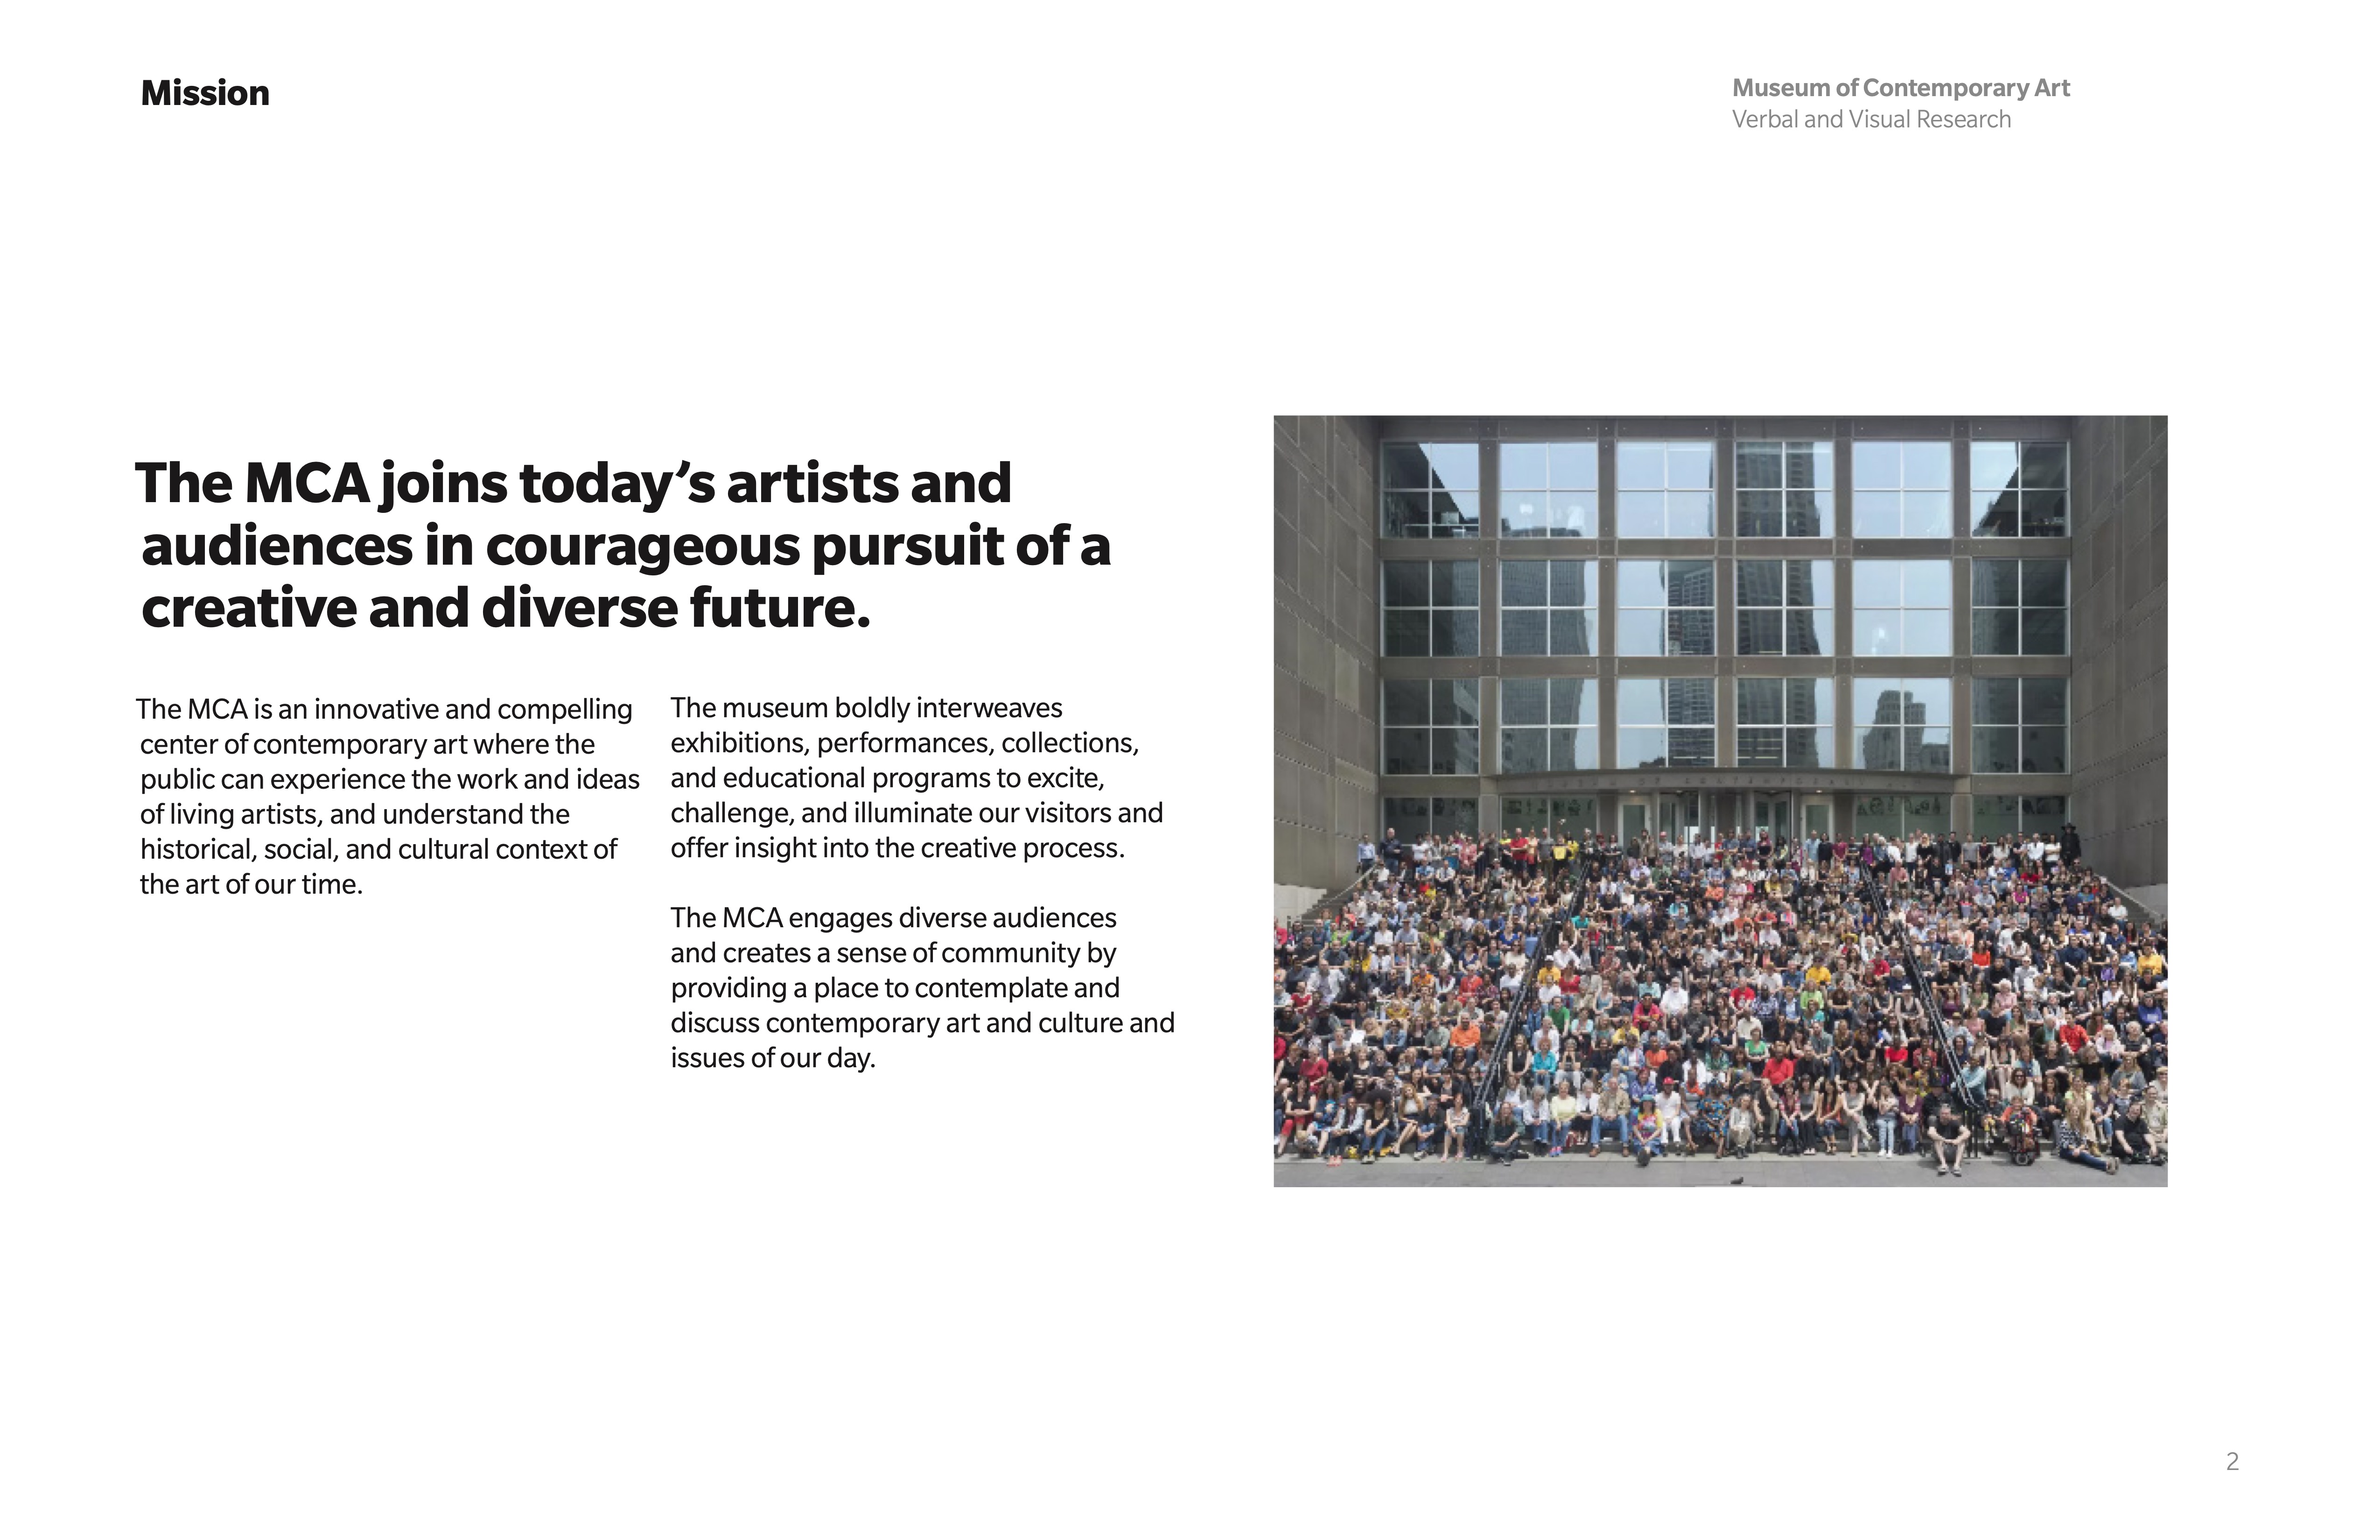 Mission
Museum of Contemporary Art
Verbal and Visual Research
The MCA joins today’s artists and
audiences in courageous pursuit of a
creative and diverse future.
The MCA is an innovative and compelling
center of contemporary art where the
public can experience the work and ideas
of living artists, and understand the
historical, social, and cultural context of
the art of our time.
The museum boldly interweaves
exhibitions, performances, collections,
and educational programs to excite,
challenge, and illuminate our visitors and
offer insight into the creative process.
The MCA engages diverse audiences
and creates a sense of community by
providing a place to contemplate and
discuss contemporary art and culture and
issues of our day.
2